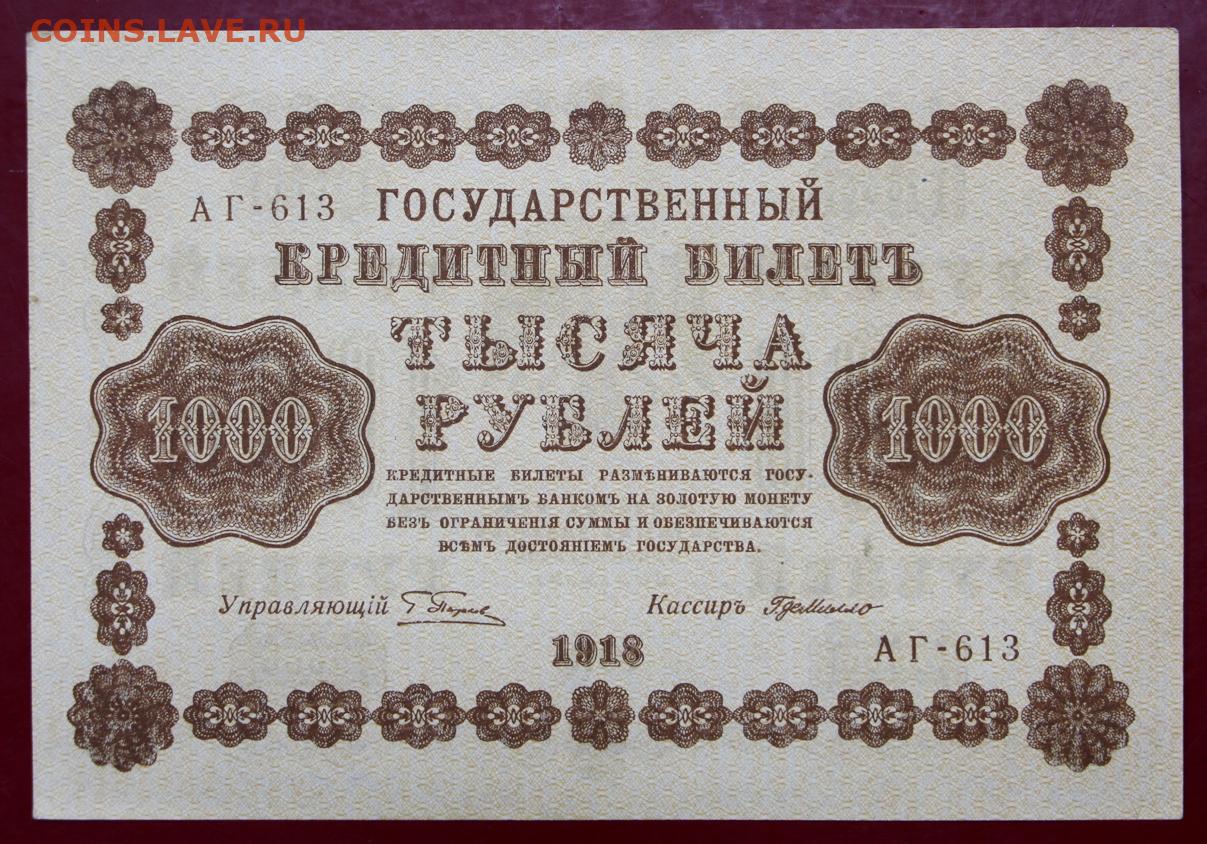 COINS.LAVE.RU
АГ-613 ГОСУДАРСТВЕННЫЙ
КРЕДИТНЫЙ БИЛЕТЪ
ТЫСЯЧА
1000 РУБЛЕЙ 1000
КРЕДИТНЫЕ БИЛЕТЫ РАЗМѢНИВАЮТСЯ ГОСУ-
ДАРСТВЕННЫМЪ БАНКОМЪ НА ЗОЛОТУЮ МОНЕТУ
БЕЗЪ ОГРАНИЧЕНІЯ СУММЫ И ОБЕЗПЕЧИВАЮТСЯ
ВСѢМЪ ДОСТОЯНІЕМЪ ГОСУДАРСТВА.
Управляющій Кассиръ
1918 АГ-613